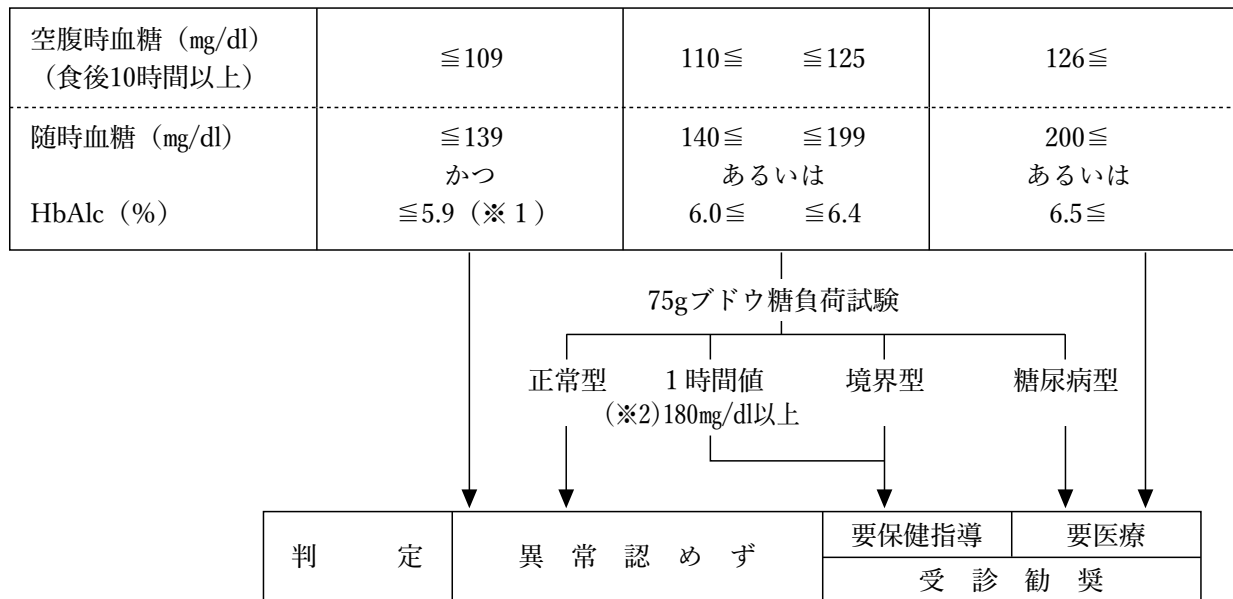 空腹時血糖（㎎/dl） ≦109 110≦ ≦125 126≦
（食後10時間以上）
随時血糖（㎎/dl） ≦139 140≦ ≦199 200≦
かつ あるいは あるいは
HbAlc（%） ≦5.9（※１） 6.0≦ ≦6.4 6.5≦
75gブドウ糖負荷試験
正常型 １時間値 境界型 糖尿病型
(※2)180㎎/dl以上
判 定 異 常 認 め ず 要保健指導 要医療
受 診 勧 奨